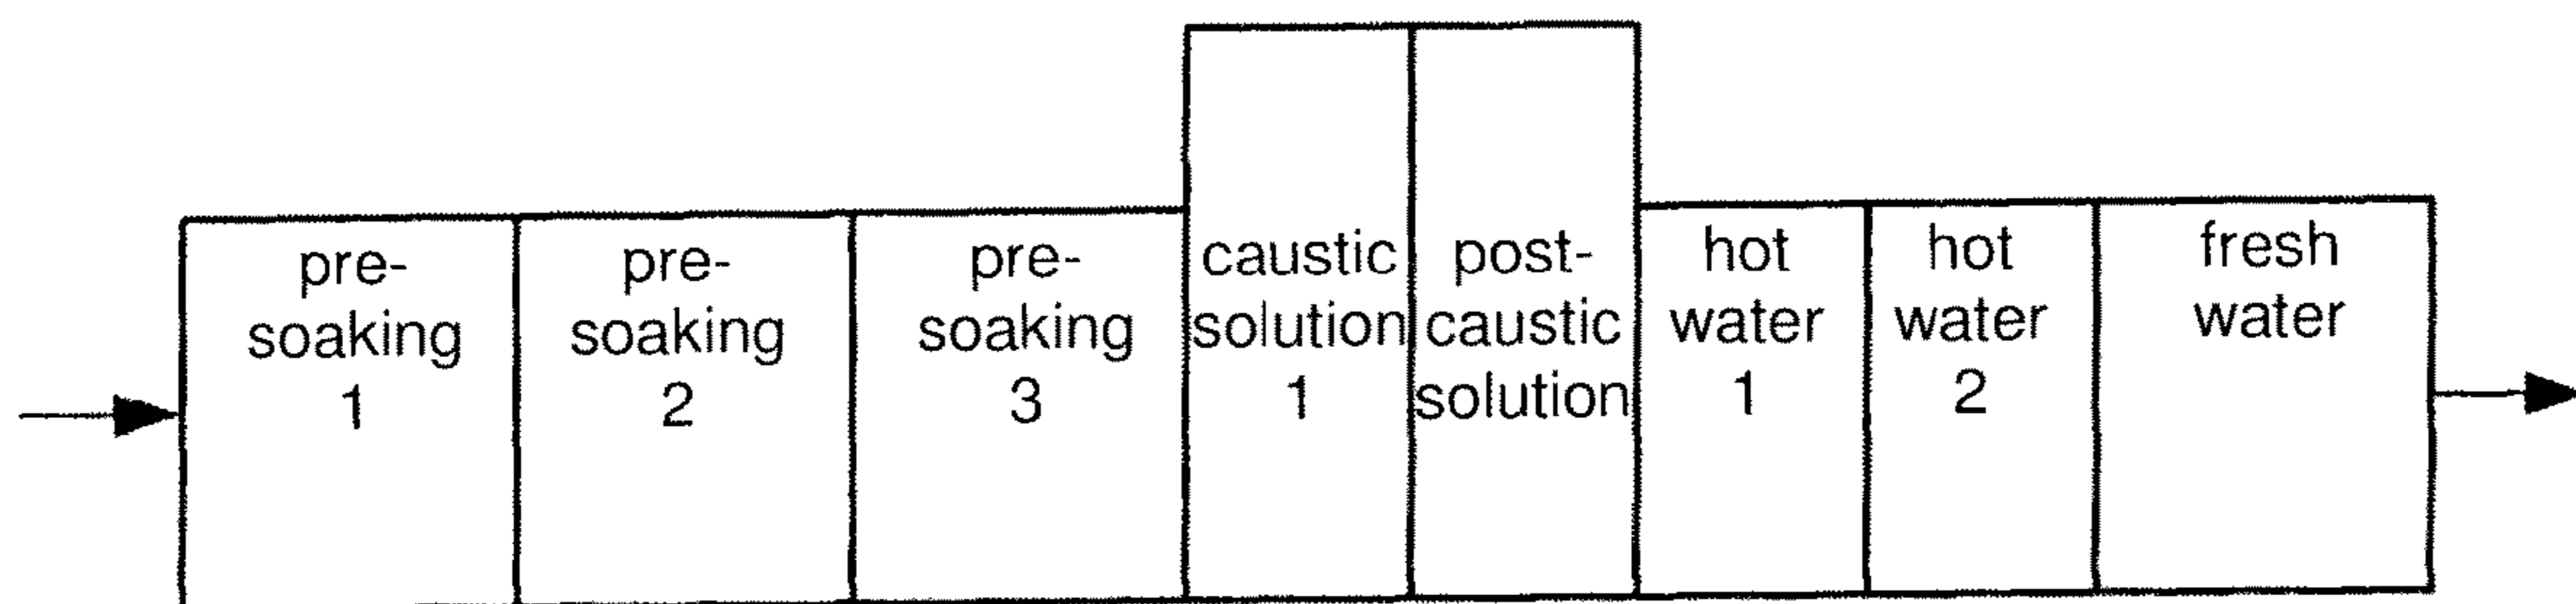 pre-
soaking
1
pre-
soaking
2
pre-
soaking
3
caustic
solution
1
post-
caustic
solution
hot
water
1
hot
water
2
fresh
water